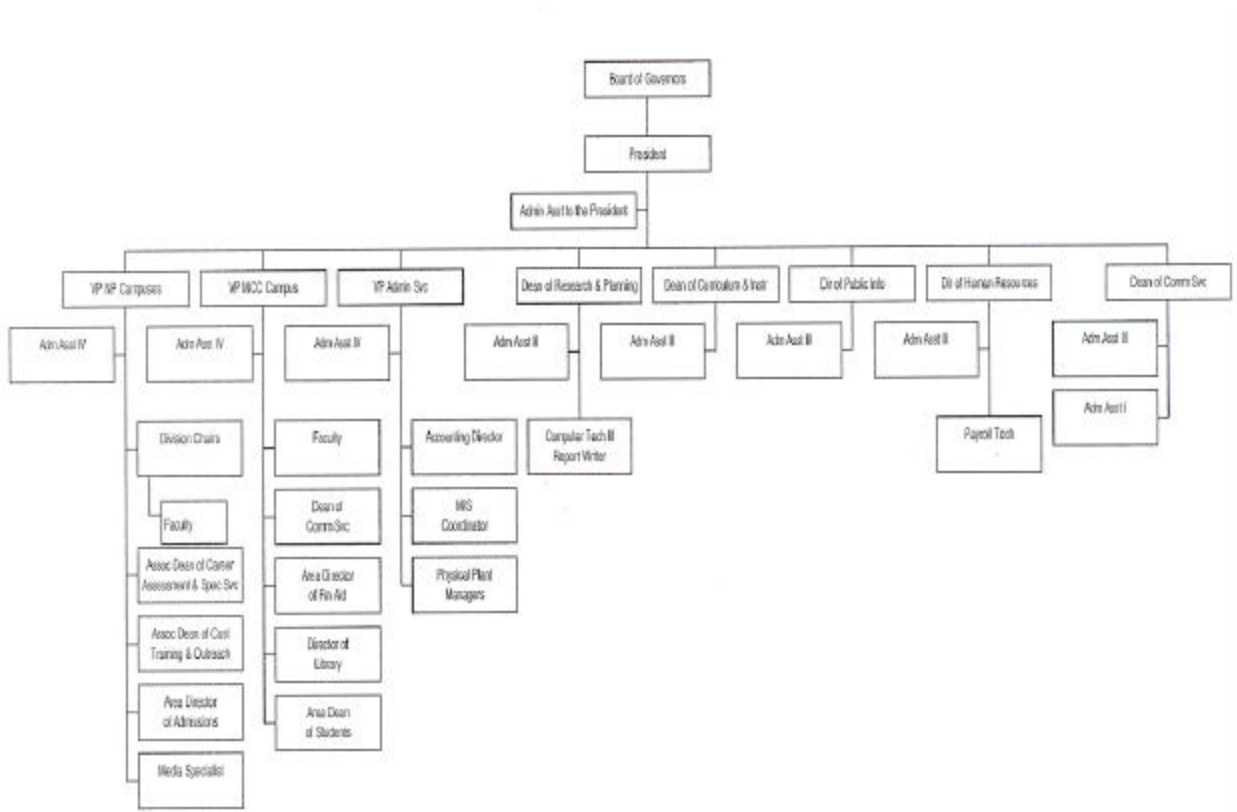 Board of Governors
President
Admin Asst to the President
VP NP Campuses
VP MCC Campus
VP Admin Svc
Dean of Research & Planning
Dean of Curriculum & Instr
Dir of Public Info
Dir of Human Resources
Dean of Comm Svc
Adm Asst IV
Adm Asst IV
Adm Asst IV
Adm Asst III
Adm Asst III
Adm Asst III
Adm Asst III
Adm Asst III
Adm Asst I
Division Chairs
Faculty
Accounting Director
Computer Tech III
Report Writer
Payroll Tech
Faculty
Dean of
Comm Svc
MIS
Coordinator
Assoc Dean of Career
Assessment & Spec Svc
Area Director
of Fin Aid
Physical Plant
Managers
Assoc Dean of Cust
Training & Outreach
Director of
Library
Area Director
of Admissions
Area Dean
of Students
Media Specialist